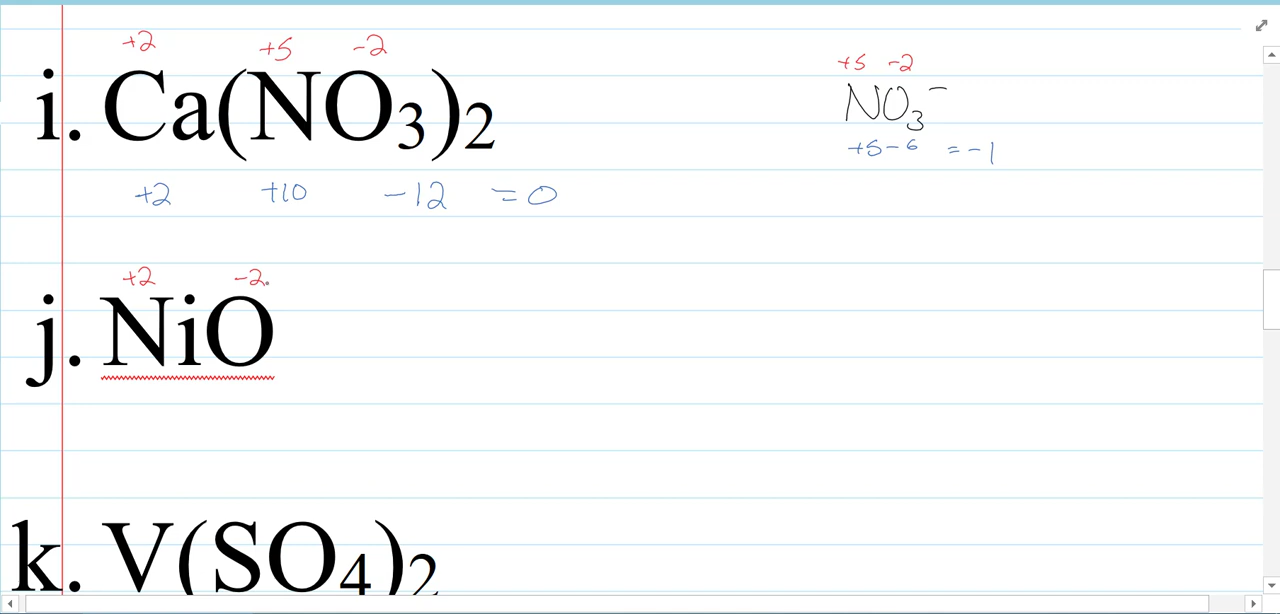 +2 +5 -2
i. Ca(NO3)2
+2 +10 -12 = 0
+5 -2
NO3-
+5 -6 = -1
+2 -2
j. NiO
k. V(SO4)2